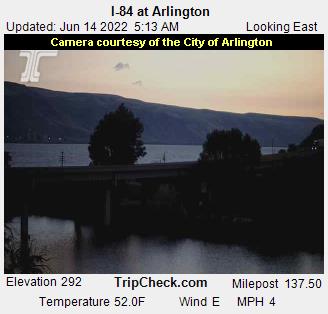 I-84 at Arlington
Updated: Jun 14 2022 5:13 AM Looking East
Camera courtesy of the City of Arlington
Elevation 292 TripCheck.com Milepost 137.50
Temperature 52.0F Wind E MPH 4